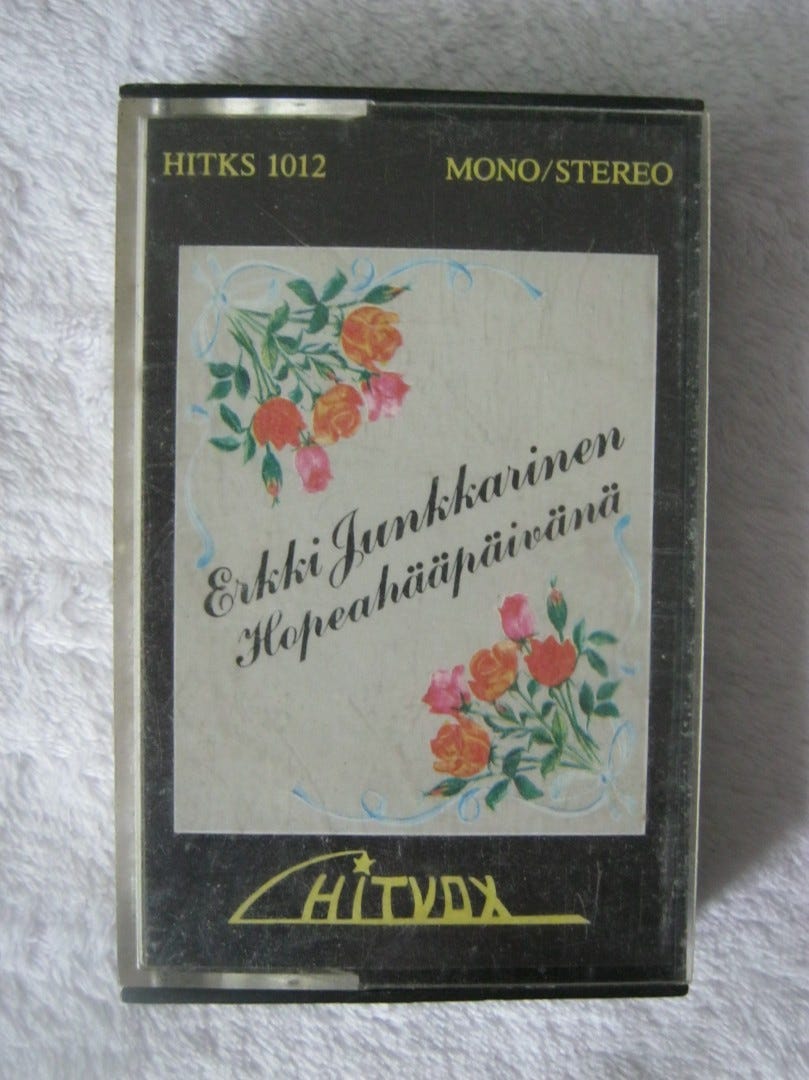 HITKS 1012 MONO/STEREO
Erkki Junkkarinen
Hopeahääpäivänä
HITVOX